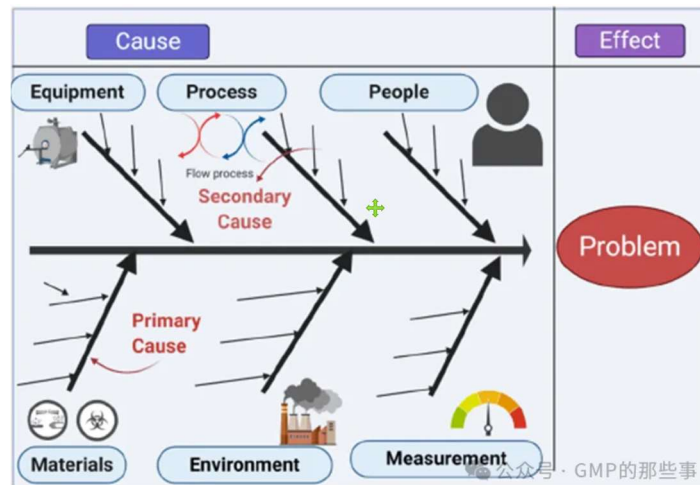 Cause
Effect
Equipment
Process
People
Flow process
Secondary
Cause
Problem
Primary
Cause
Materials
Environment
Measurement
公众号 · GMP的那些事